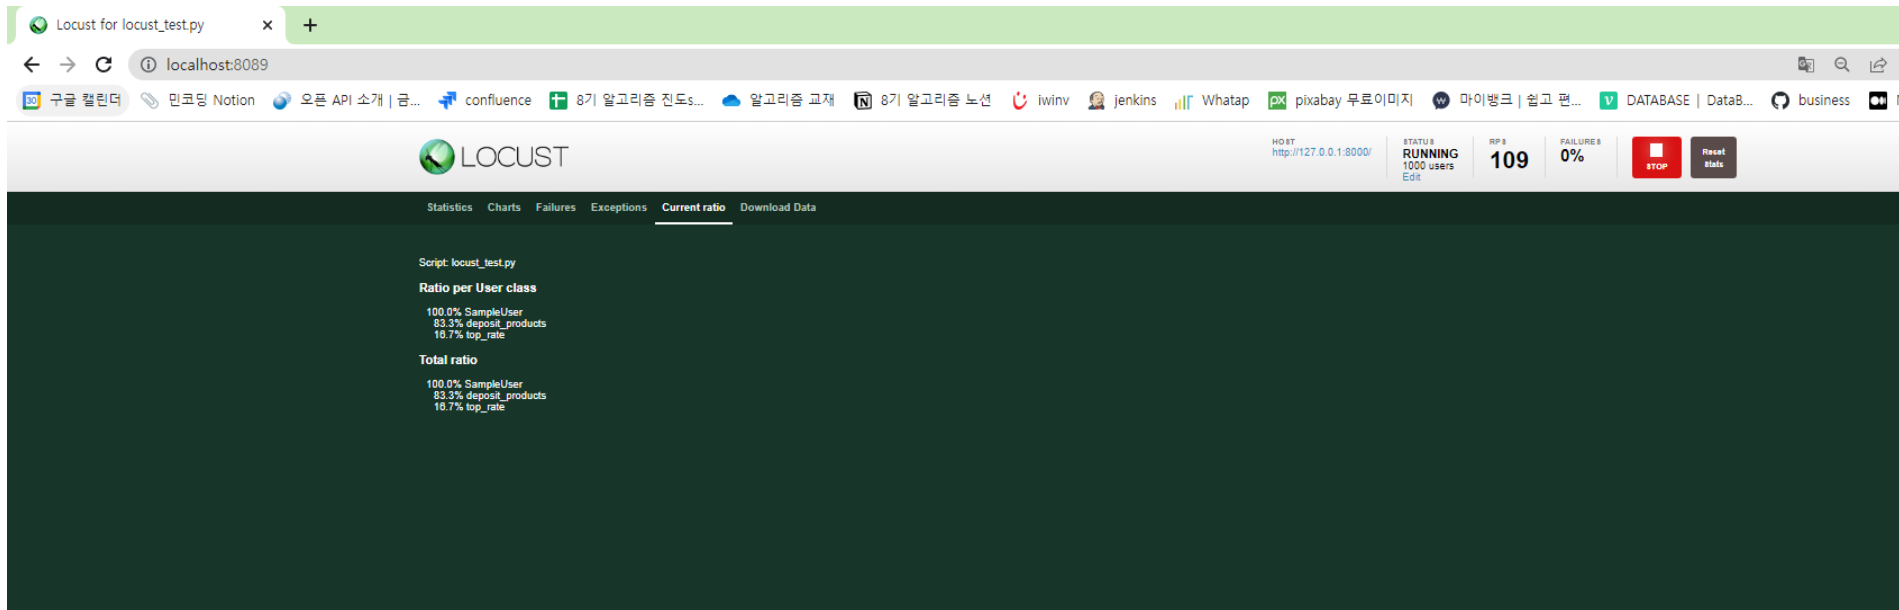 Locust for locust_test.py
localhost:8089
30 구글 캘린더 민코딩 Notion 오픈 API 소개 | 금... confluence 8기 알고리즘 진도s... 알고리즘 교재 8기 알고리즘 노션 iwinv jenkins Whatap px pixabay 무료이미지 마이뱅크 | 쉽고 편... DATABASE | DataB... business
LOCUST
HOST
http://127.0.0.1:8000/
STATUS
RUNNING
1000 users
Edit
RPS
109
FAILURES
0%
STOP
Reset
Stats
Statistics Charts Failures Exceptions Current ratio Download Data
Script: locust_test.py
Ratio per User class
100.0% SampleUser
83.3% deposit_products
16.7% top_rate
Total ratio
100.0% SampleUser
83.3% deposit_products
16.7% top_rate